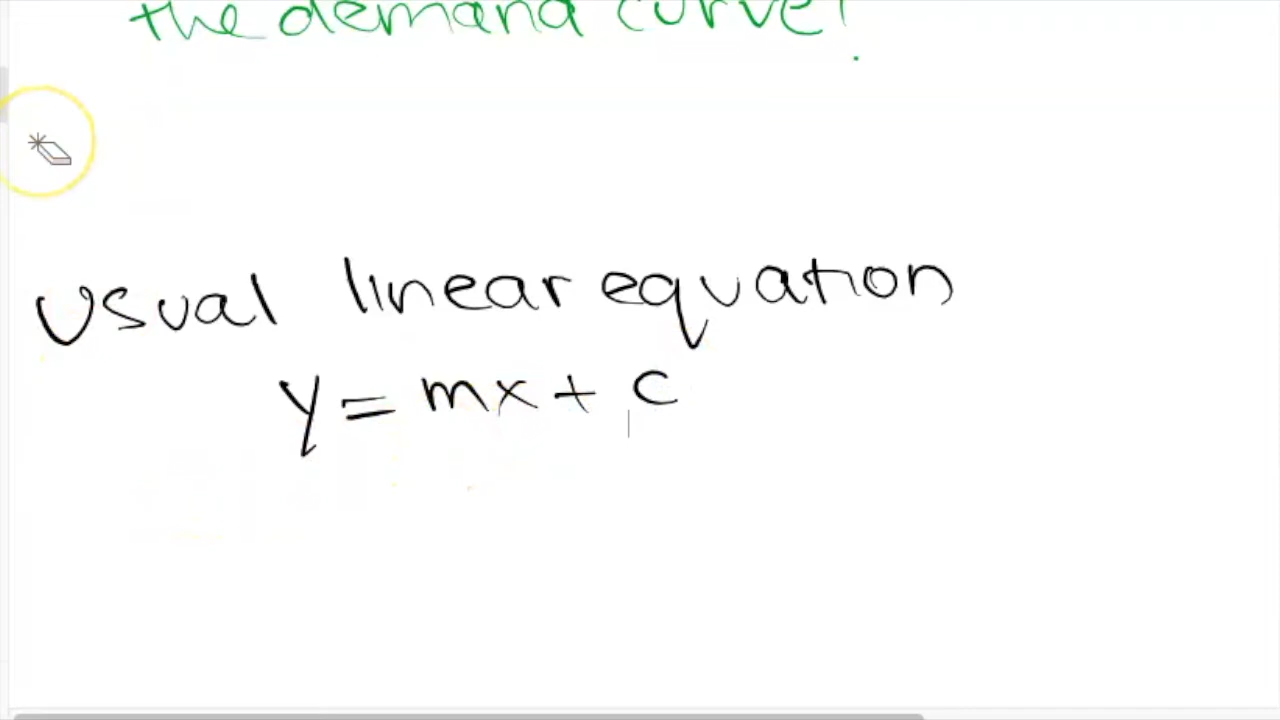 the demand curve?
Usual linear equation
y = mx + c